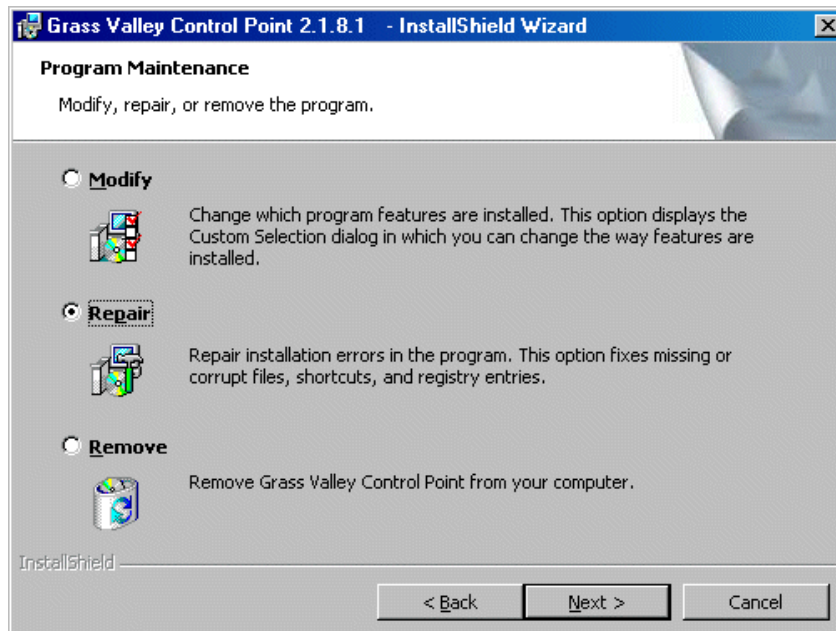 Grass Valley Control Point 2.1.8.1 - InstallShield Wizard
Program Maintenance
Modify, repair, or remove the program.
Modify
Change which program features are installed. This option displays the
Custom Selection dialog in which you can change the way features are
installed.
Repair
Repair installation errors in the program. This option fixes missing or
corrupt files, shortcuts, and registry entries.
Remove
Remove Grass Valley Control Point from your computer.
InstallShield
< Back
Next >
Cancel